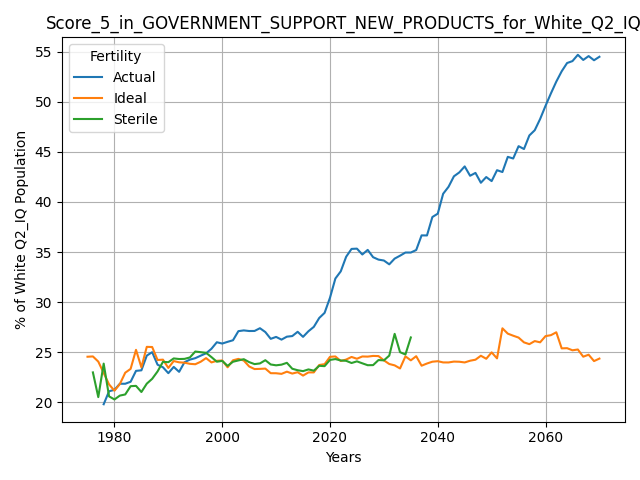 Score_5_in_GOVERNMENT_SUPPORT_NEW_PRODUCTS_for_White_Q2_IQ
Fertility
Actual
Ideal
Sterile
% of White Q2_IQ Population
55
50
45
40
35
30
25
20
1980 2000 2020 2040 2060
Years